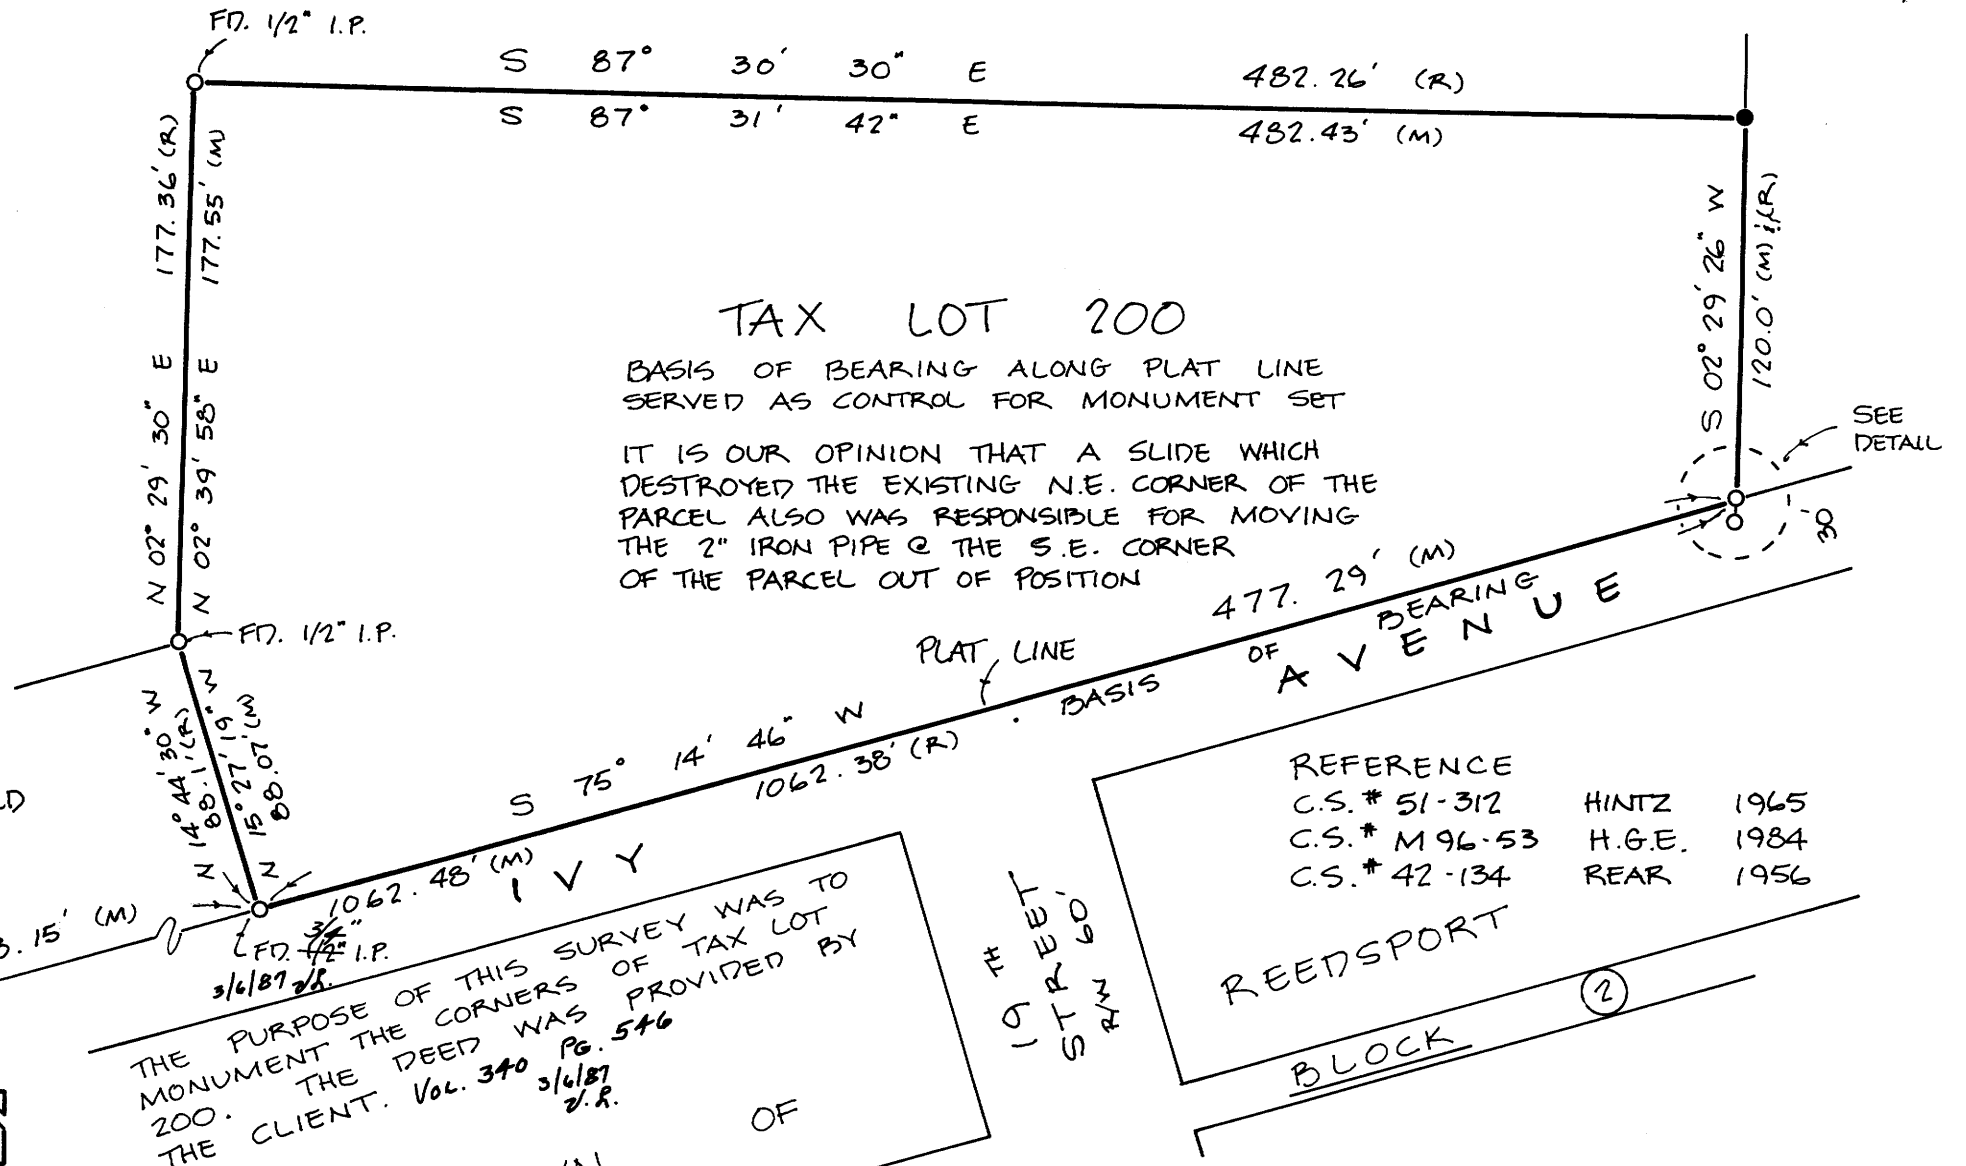 FD. 1/2" I.P.
S 87° 30' 30" E 482.26' (R)
S 87° 31' 42" E 482.43' (M)
177.36' (R)
177.55' (M)
N 02° 29' 30" E
N 02° 39' 58" E
S 02° 29' 26" W
120.0' (M) & (R)
TAX LOT 200
BASIS OF BEARING ALONG PLAT LINE
SERVED AS CONTROL FOR MONUMENT SET
IT IS OUR OPINION THAT A SLIDE WHICH
DESTROYED THE EXISTING N.E. CORNER OF THE
PARCEL ALSO WAS RESPONSIBLE FOR MOVING
THE 2" IRON PIPE @ THE S.E. CORNER
OF THE PARCEL OUT OF POSITION
SEE
DETAIL
30'
FD. 1/2" I.P.
N 14° 44' 30" W
88.1' (R)
N 15° 27' 19" W
88.07' (M)
PLAT LINE
477.29' (M)
BASIS OF BEARING
S 75° 14' 46" W
1062.38' (R)
1062.48' (M)
IVY AVENUE
LD
3.15' (M)
3/4"
FD. 1/2" I.P.
3/6/87 V.L.
REFERENCE
C.S.# 51-312 HINTZ 1965
C.S.# M 96-53 H.G.E. 1984
C.S.# 42-134 REAR 1956
REEDSPORT
19TH
STREET
R/W 60'
BLOCK 2
THE PURPOSE OF THIS SURVEY WAS TO
MONUMENT THE CORNERS OF TAX LOT
200. THE DEED WAS PROVIDED BY
THE CLIENT. VOL. 340 PG. 546
3/6/87
V.L.
OF